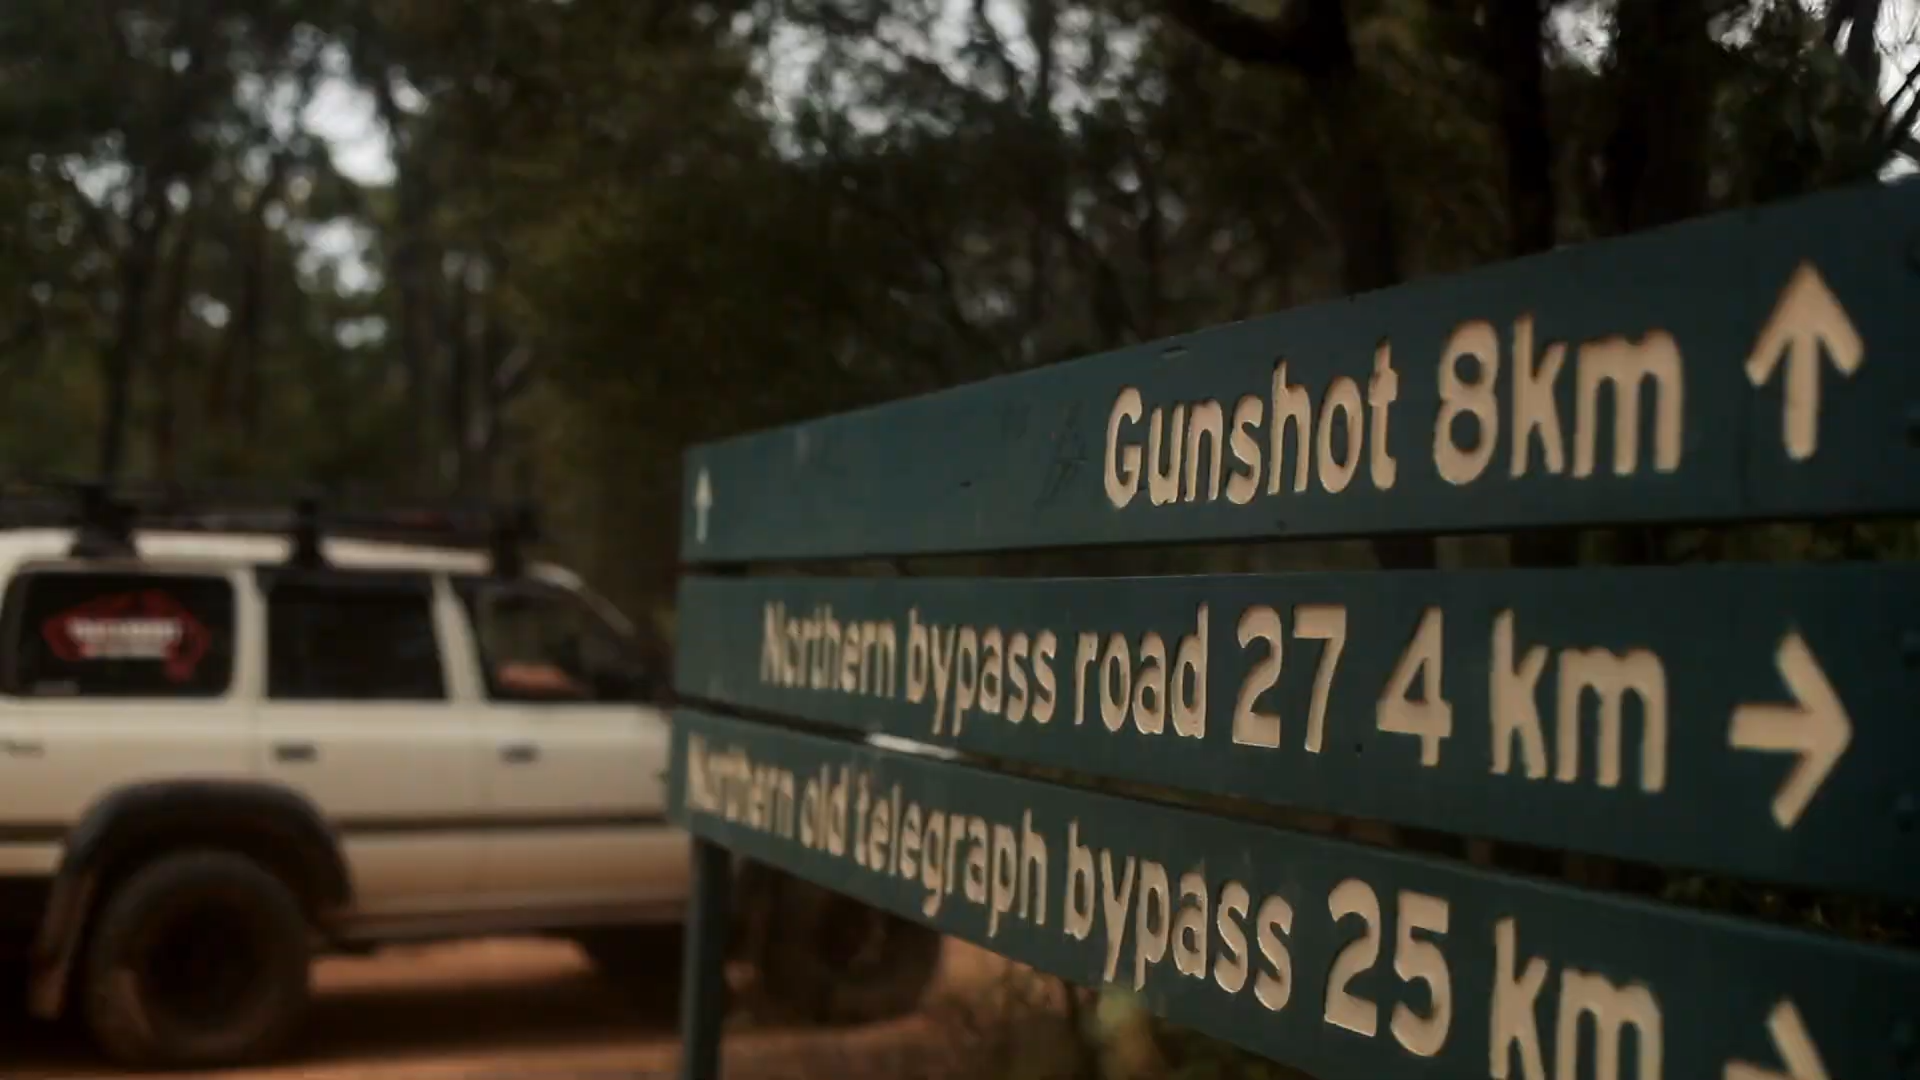 Gunshot 8km ↑
Northern bypass road 27 4 km →
Northern old telegraph bypass 25 km →